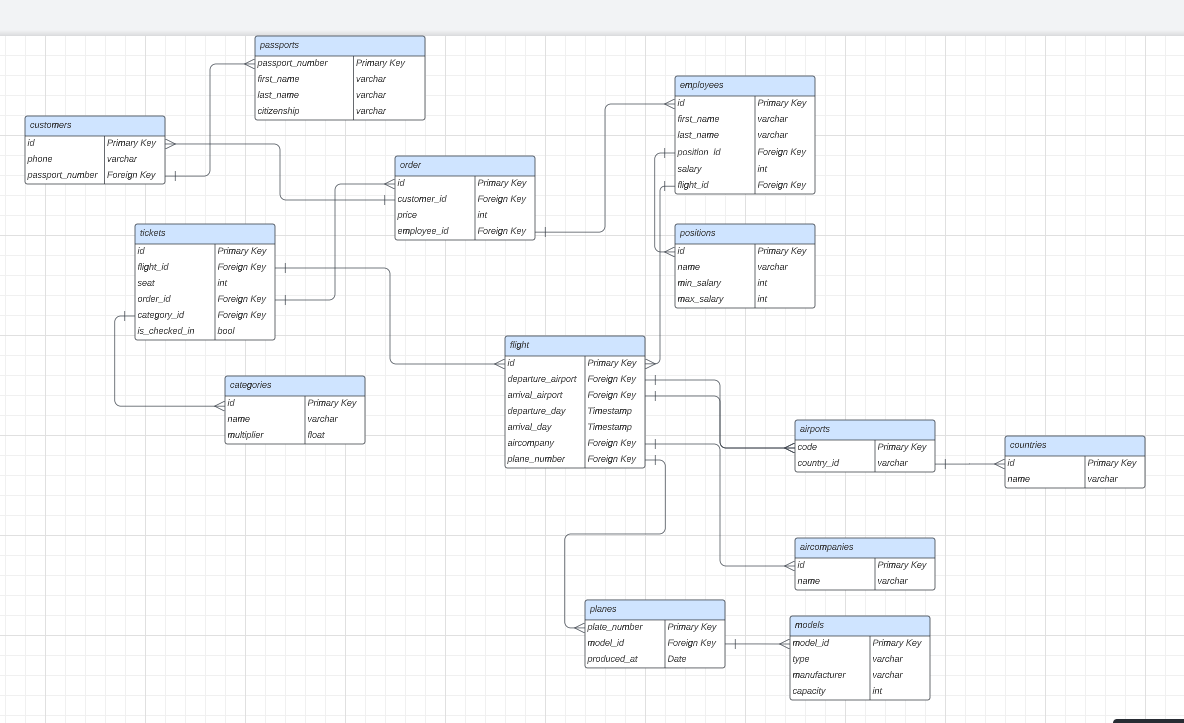 passports
passport_number Primary Key
first_name varchar
last_name varchar
citizenship varchar
customers
id Primary Key
phone varchar
passport_number Foreign Key
employees
id Primary Key
first_name varchar
last_name varchar
position id Foreign Key
salary int
flight_id Foreign Key
order
id Primary Key
customer_id Foreign Key
price int
employee_id Foreign Key
tickets
id Primary Key
flight_id Foreign Key
seat int
order_id Foreign Key
category_id Foreign Key
is_checked_in bool
positions
id Primary Key
name varchar
min_salary int
max_salary int
flight
id Primary Key
departure_airport Foreign Key
arrival_airport Foreign Key
departure_day Timestamp
arrival_day Timestamp
aircompany Foreign Key
plane_number Foreign Key
categories
id Primary Key
name varchar
multiplier float
airports
code Primary Key
country_id varchar
countries
id Primary Key
name varchar
aircompanies
id Primary Key
name varchar
planes
plate_number Primary Key
model_id Foreign Key
produced_at Date
models
model_id Primary Key
type varchar
manufacturer varchar
capacity int